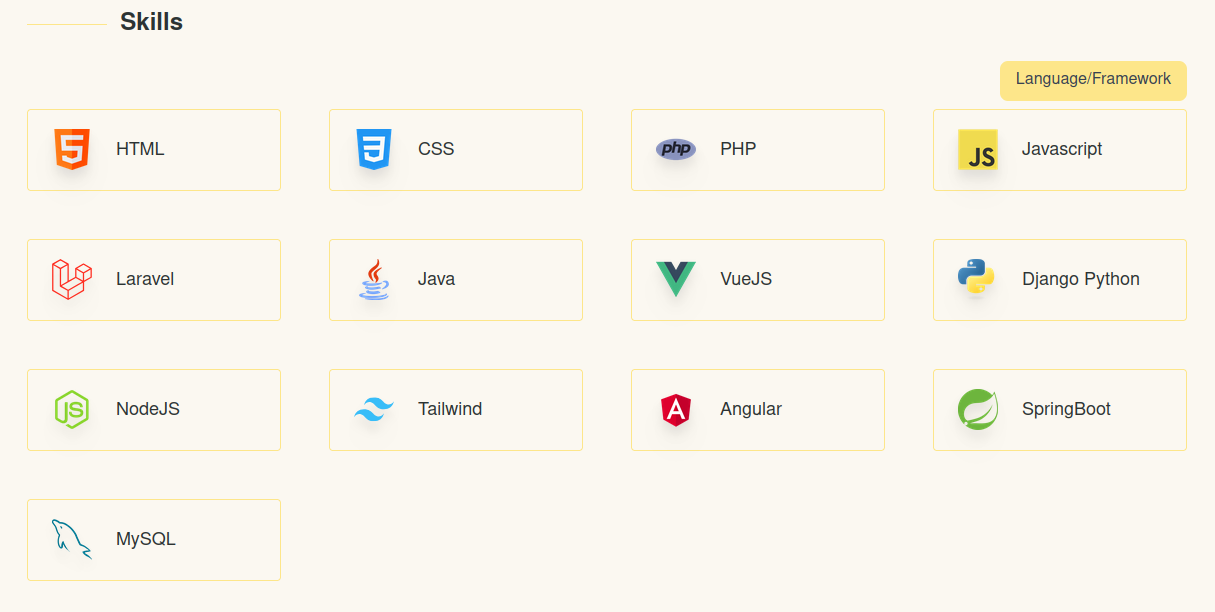 Skills
Language/Framework
HTML
CSS
php
PHP
JS
Javascript
Laravel
Java
VueJS
Django Python
JS
NodeJS
Tailwind
A
Angular
SpringBoot
MySQL